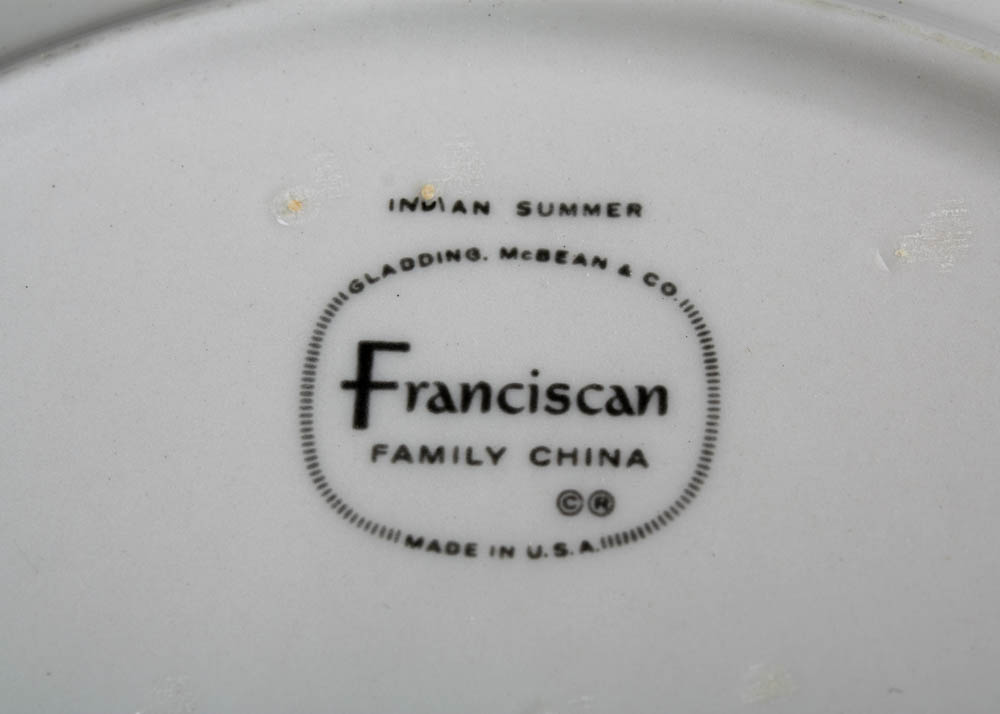 INDIAN SUMMER
GLADDING, McBEAN & CO.
Franciscan
FAMILY CHINA
©®
MADE IN U.S.A.